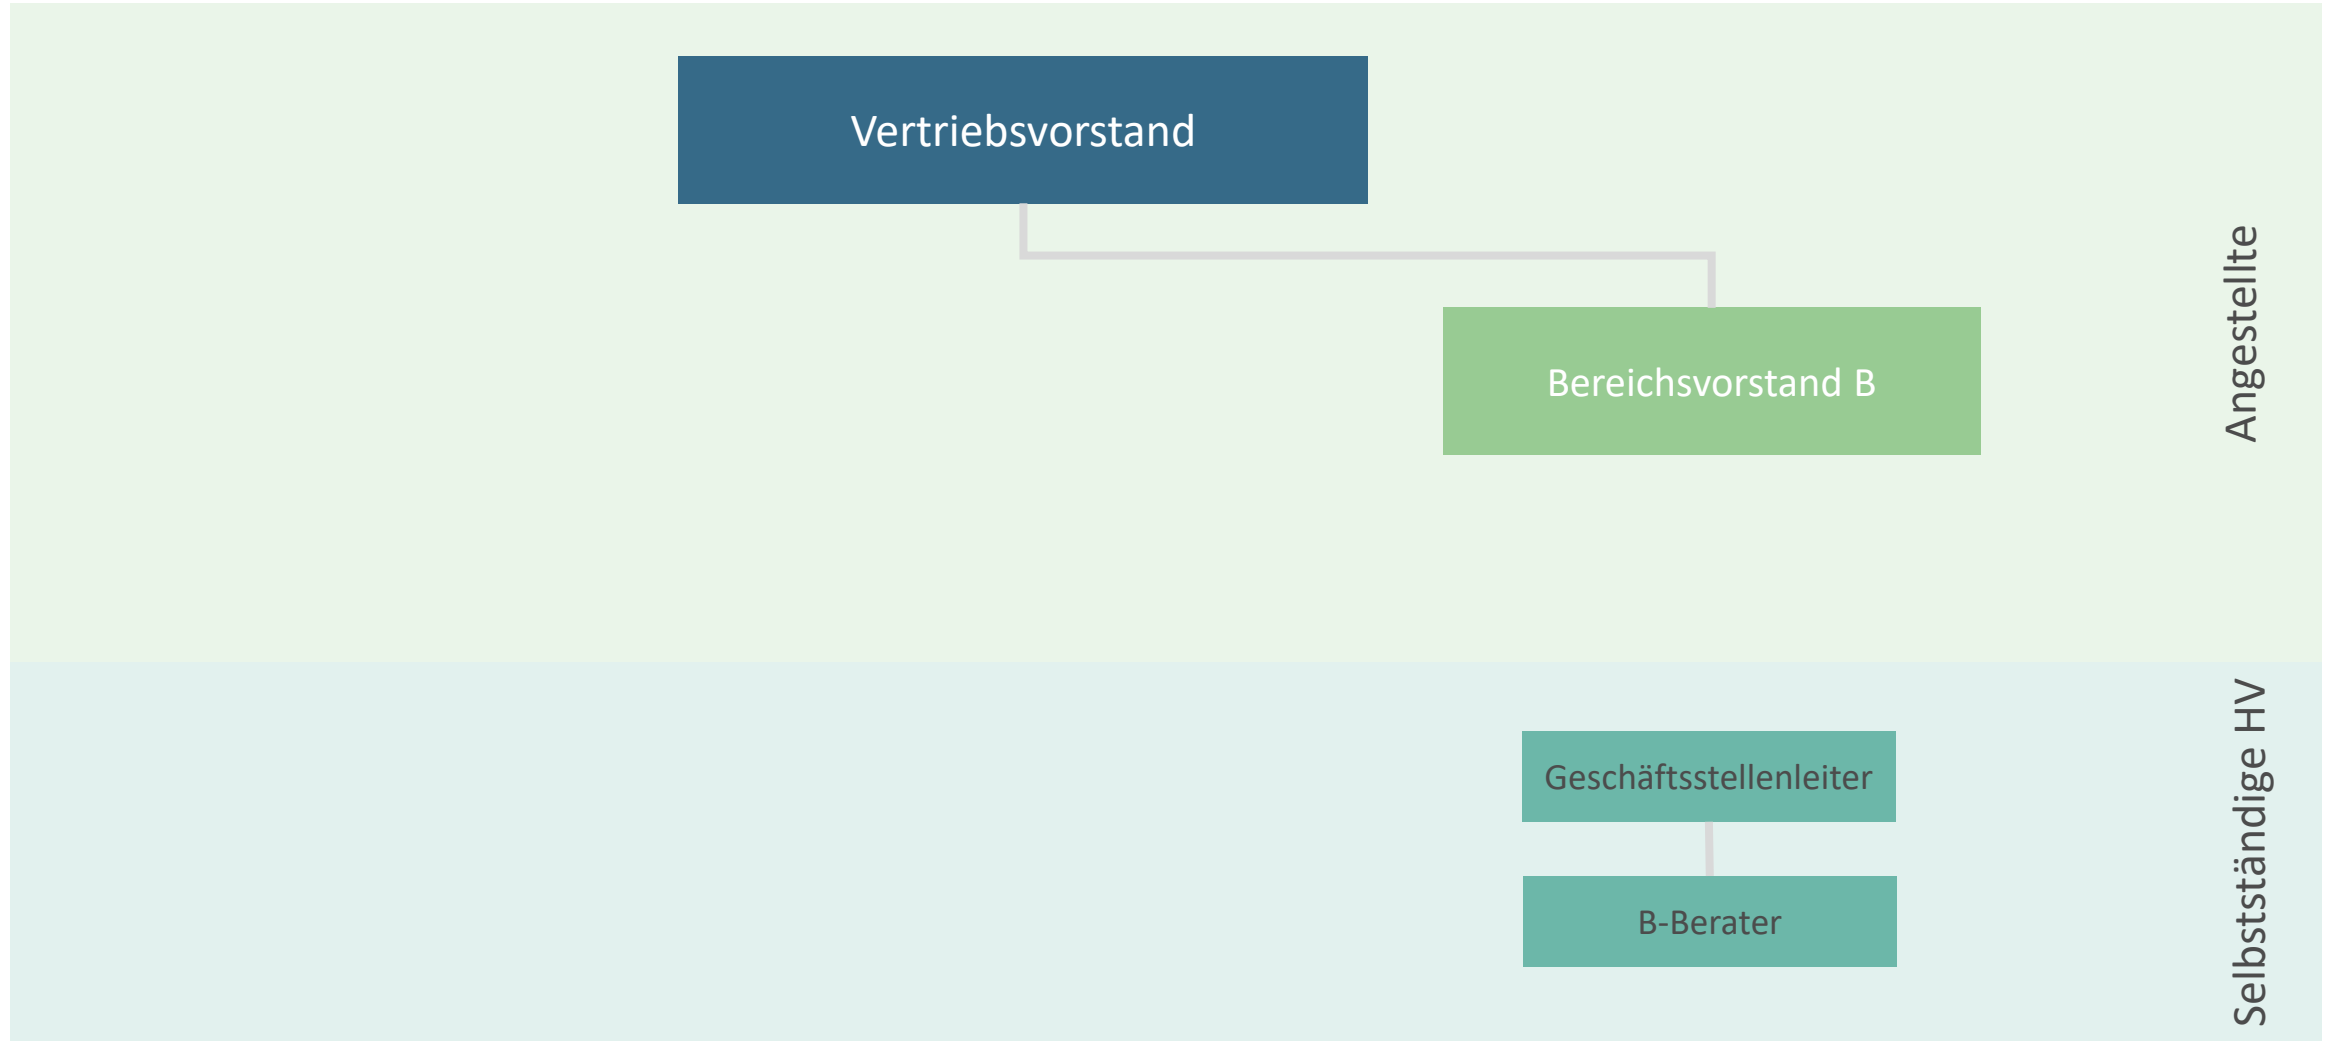 Vertriebsvorstand
Bereichsvorstand B
Angestellte
Geschäftsstellenleiter
B-Berater
Selbstständige HV